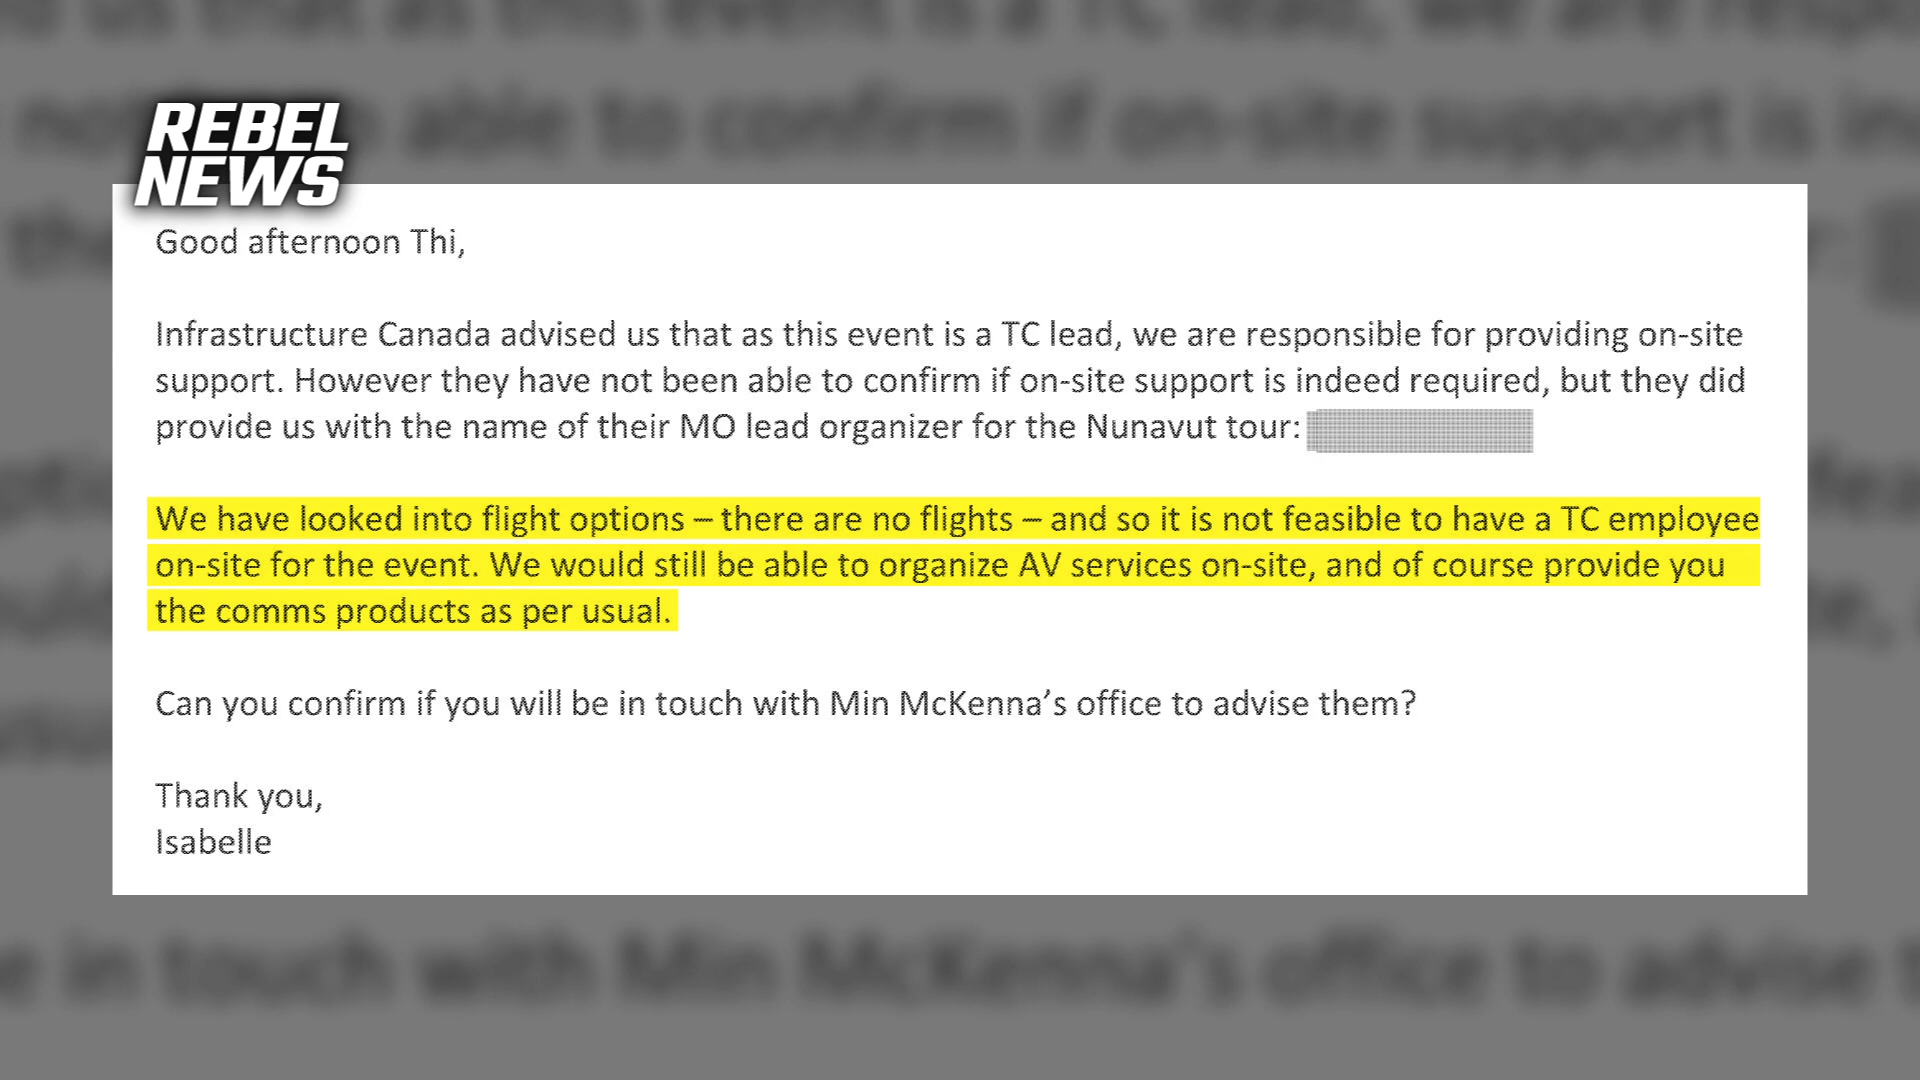 REBEL
NEWS
Good afternoon Thi,
Infrastructure Canada advised us that as this event is a TC lead, we are responsible for providing on-site
support. However they have not been able to confirm if on-site support is indeed required, but they did
provide us with the name of their MO lead organizer for the Nunavut tour:
We have looked into flight options – there are no flights – and so it is not feasible to have a TC employee
on-site for the event. We would still be able to organize AV services on-site, and of course provide you
the comms products as per usual.
Can you confirm if you will be in touch with Min McKenna’s office to advise them?
Thank you,
Isabelle